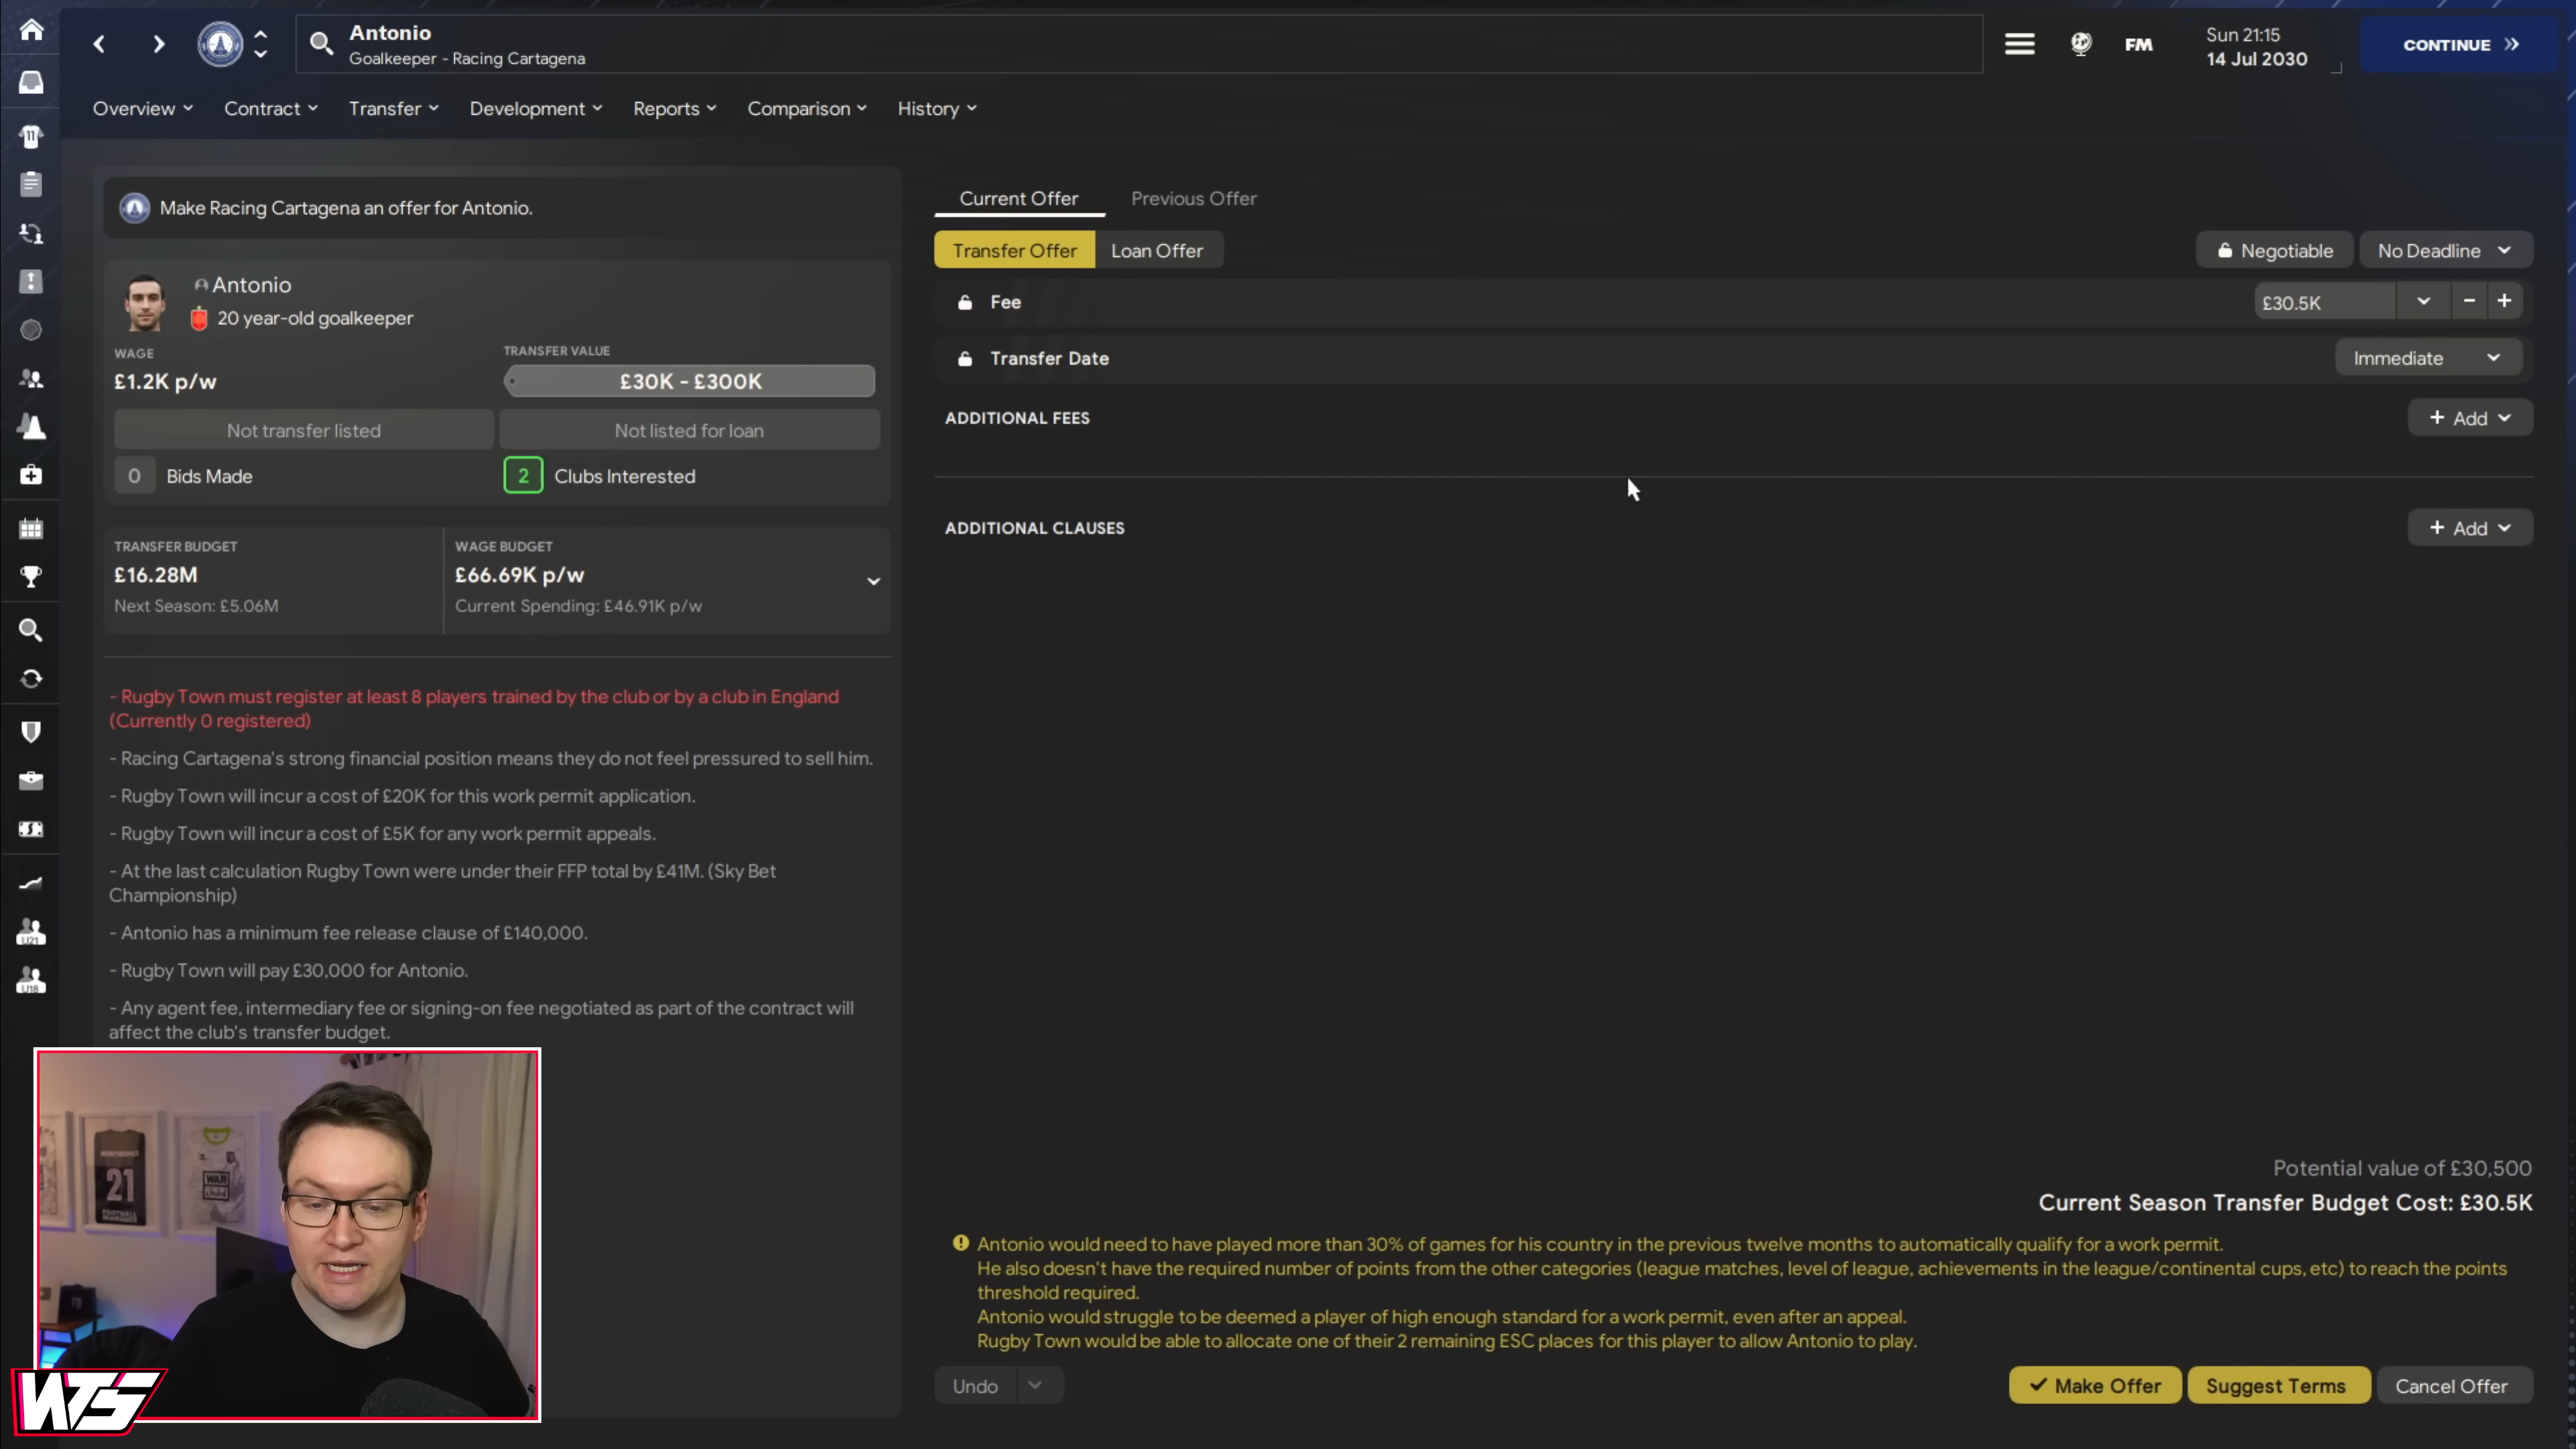 Antonio
Goalkeeper - Racing Cartagena
FM
Sun 21:15
14 Jul 2030
CONTINUE
Overview
Contract
Transfer
Development
Reports
Comparison
History
Make Racing Cartagena an offer for Antonio.
Antonio
20 year-old goalkeeper
WAGE
£1.2K p/w
TRANSFER VALUE
£30K - £300K
Not transfer listed
Not listed for loan
0 Bids Made
2 Clubs Interested
TRANSFER BUDGET
£16.28M
Next Season: £5.06M
WAGE BUDGET
£66.69K p/w
Current Spending: £46.91K p/w
- Rugby Town must register at least 8 players trained by the club or by a club in England
(Currently 0 registered)
- Racing Cartagena's strong financial position means they do not feel pressured to sell him.
- Rugby Town will incur a cost of £20K for this work permit application.
- Rugby Town will incur a cost of £5K for any work permit appeals.
- At the last calculation Rugby Town were under their FFP total by £41M. (Sky Bet
Championship)
- Antonio has a minimum fee release clause of £140,000.
- Rugby Town will pay £30,000 for Antonio.
- Any agent fee, intermediary fee or signing-on fee negotiated as part of the contract will
affect the club's transfer budget.
Current Offer
Previous Offer
Transfer Offer
Loan Offer
Negotiable
No Deadline
Fee
£30.5K
Transfer Date
Immediate
ADDITIONAL FEES
+ Add
ADDITIONAL CLAUSES
+ Add
Potential value of £30,500
Current Season Transfer Budget Cost: £30.5K
Antonio would need to have played more than 30% of games for his country in the previous twelve months to automatically qualify for a work permit.
He also doesn't have the required number of points from the other categories (league matches, level of league, achievements in the league/continental cups, etc) to reach the points
threshold required.
Antonio would struggle to be deemed a player of high enough standard for a work permit, even after an appeal.
Rugby Town would be able to allocate one of their 2 remaining ESC places for this player to allow Antonio to play.
Undo
Make Offer
Suggest Terms
Cancel Offer
11
U21
U18
21
WAR
WTS